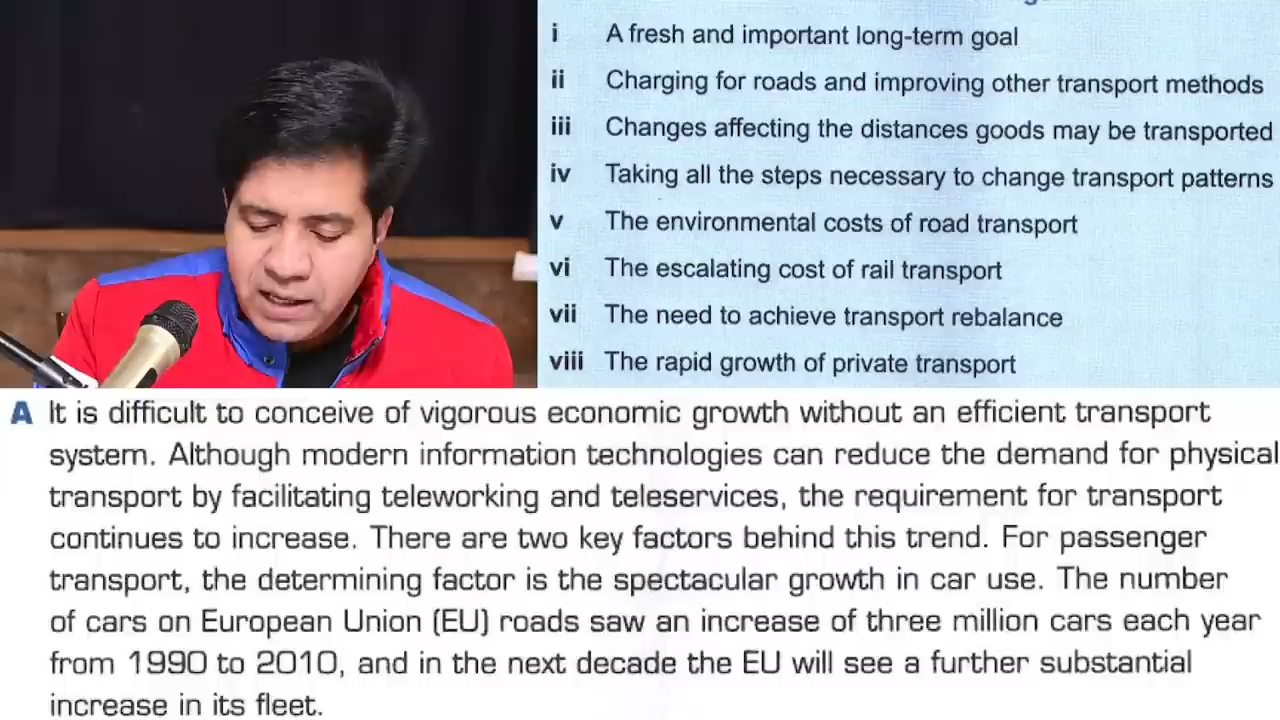 i A fresh and important long-term goal
ii Charging for roads and improving other transport methods
iii Changes affecting the distances goods may be transported
iv Taking all the steps necessary to change transport patterns
v The environmental costs of road transport
vi The escalating cost of rail transport
vii The need to achieve transport rebalance
viii The rapid growth of private transport
A It is difficult to conceive of vigorous economic growth without an efficient transport
system. Although modern information technologies can reduce the demand for physical
transport by facilitating teleworking and teleservices, the requirement for transport
continues to increase. There are two key factors behind this trend. For passenger
transport, the determining factor is the spectacular growth in car use. The number
of cars on European Union (EU) roads saw an increase of three million cars each year
from 1990 to 2010, and in the next decade the EU will see a further substantial
increase in its fleet.